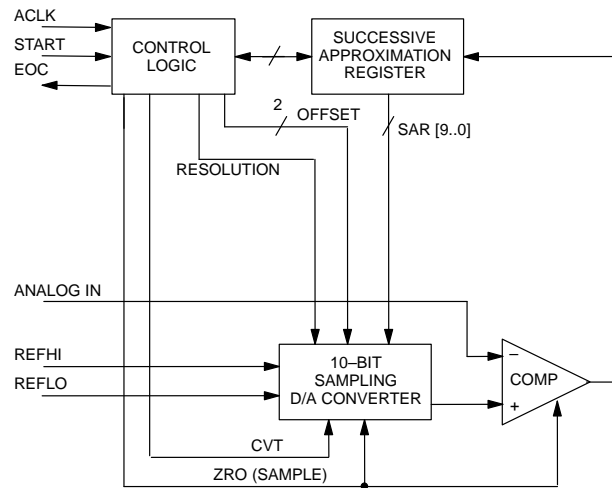 ACLK
START
EOC
CONTROL
LOGIC
SUCCESSIVE
APPROXIMATION
REGISTER
2
OFFSET
SAR [9..0]
RESOLUTION
ANALOG IN
REFHI
REFLO
10–BIT
SAMPLING
D/A CONVERTER
–
+
COMP
CVT
ZRO (SAMPLE)